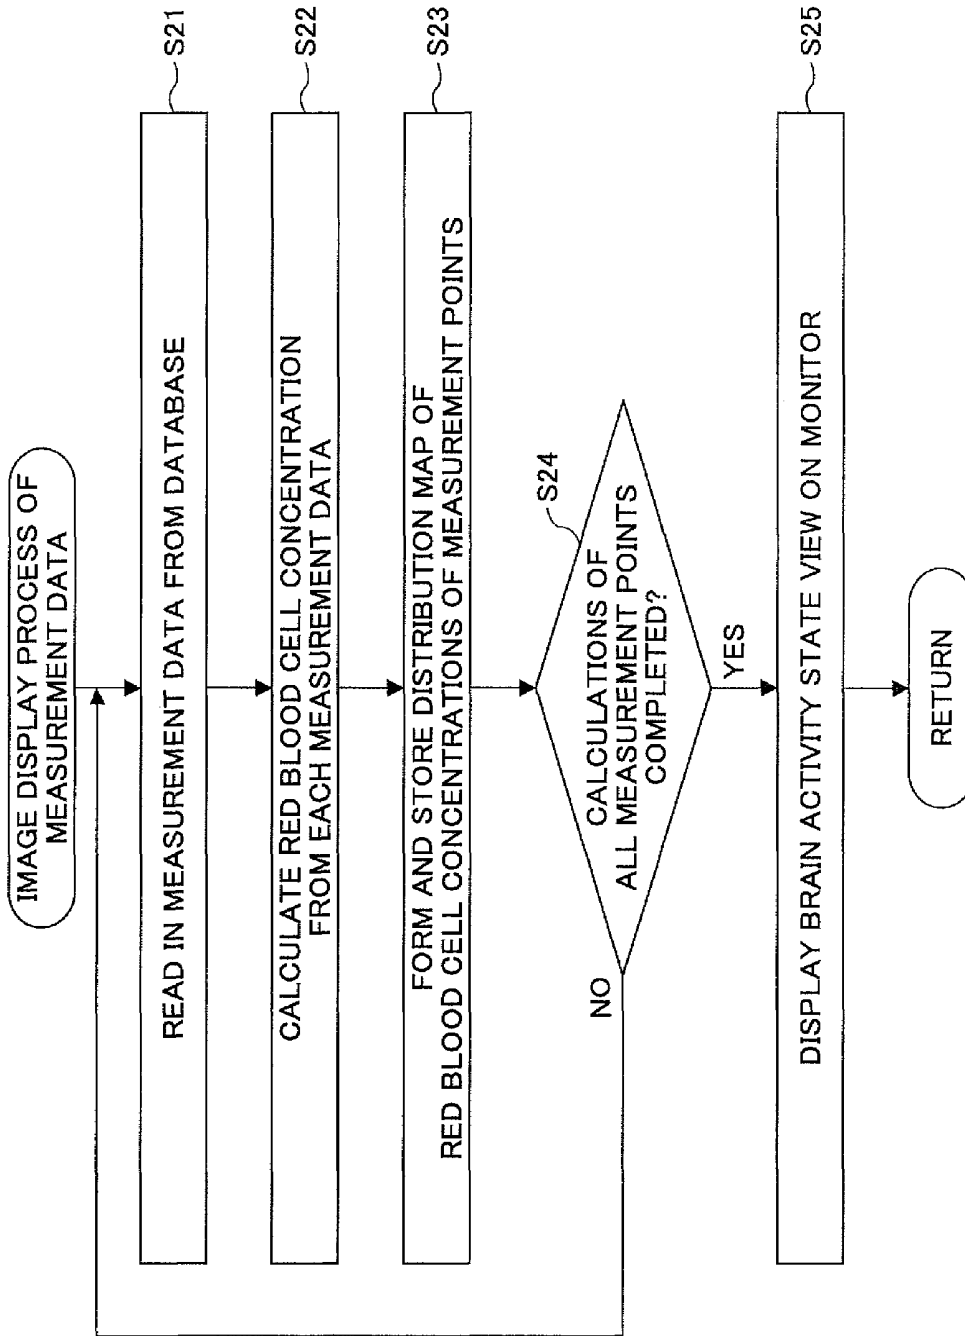 IMAGE DISPLAY PROCESS OF
MEASUREMENT DATA
S21
READ IN MEASUREMENT DATA FROM DATABASE
S22
CALCULATE RED BLOOD CELL CONCENTRATION
FROM EACH MEASUREMENT DATA
S23
FORM AND STORE DISTRIBUTION MAP OF
RED BLOOD CELL CONCENTRATIONS OF MEASUREMENT POINTS
S24
CALCULATIONS OF
ALL MEASUREMENT POINTS
COMPLETED?
NO
YES
S25
DISPLAY BRAIN ACTIVITY STATE VIEW ON MONITOR
RETURN